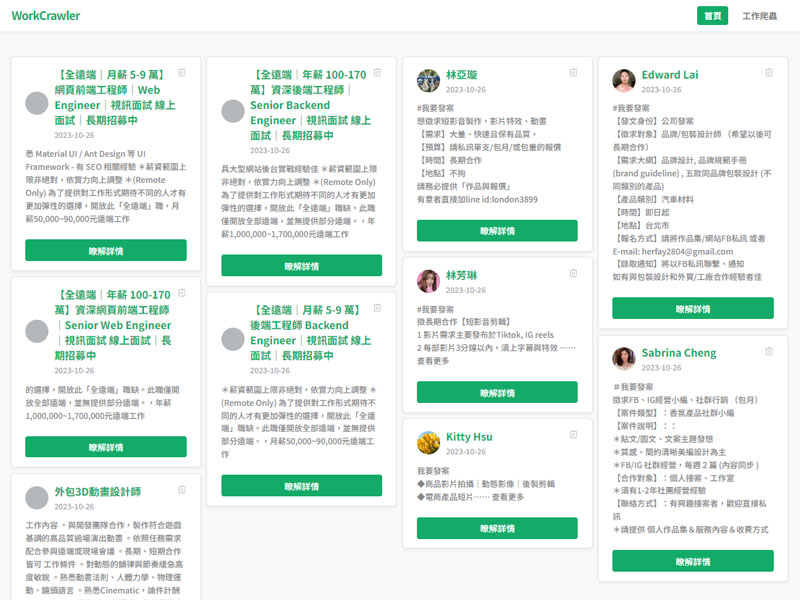 WorkCrawler
首頁
工作爬蟲
【全遠端｜月薪 5-9 萬】
網頁前端工程師｜Web
Engineer｜視訊面試 線上
面試｜長期招募中
2023-10-26
悉 Material UI / Ant Design 等 UI
Framework - 有 SEO 相關經驗 ＊薪資範圍上
限非絕對，依實力向上調整 ＊(Remote
Only) 為了提供對工作形式期待不同的人才有
更加彈性的選擇，開放此「全遠端」職，月
薪50,000~90,000元遠端工作
瞭解詳情
【全遠端｜年薪 100-170
萬】資深網頁前端工程師
｜Senior Web Engineer
｜視訊面試 線上面試｜長
期招募中
2023-10-26
的選擇，開放此「全遠端」職缺。此職僅開
放全部遠端，並無提供部分遠端。，年薪
1,000,000~1,700,000元遠端工作
瞭解詳情
外包3D動畫設計師
2023-10-26
工作內容 。與開發團隊合作，製作符合遊戲
基調的高品質過場演出動畫 。依照任務需求
配合參與遠端或現場會議 。長期、短期合作
皆可 工作條件 。對動態的韻律與節奏緩急高
度敏銳 。熟悉動畫法則、人體力學、物理運
動、鏡頭語言 。熟悉Cinematic，論件計酬
【全遠端｜年薪 100-170
萬】資深後端工程師｜
Senior Backend
Engineer｜視訊面試 線上
面試｜長期招募中
2023-10-26
具大型網站後台實戰經驗佳 ＊薪資範圍上限
非絕對，依實力向上調整 ＊(Remote Only)
為了提供對工作形式期待不同的人才有更加
彈性的選擇，開放此「全遠端」職缺。此職
僅開放全部遠端，並無提供部分遠端。，年
薪1,000,000~1,700,000元遠端工作
瞭解詳情
【全遠端｜月薪 5-9 萬】
後端工程師 Backend
Engineer｜視訊面試 線上
面試｜長期招募中
2023-10-26
＊薪資範圍上限非絕對，依實力向上調整 ＊
(Remote Only) 為了提供對工作形式期待不
同的人才有更加彈性的選擇，開放此「全遠
端」職缺。此職僅開放全部遠端，並無提供
部分遠端。，月薪50,000~90,000元遠端工
作
瞭解詳情
林亞璇
2023-10-26
#我要發案
想徵求短影音製作，影片特效、動畫
【需求】大量、快速且保有品質，
【預算】請私訊單支/包月/或包量的報價
【時間】長期合作
【地點】不拘
請務必提供「作品與報價」
有意者直接加line id:london3899
瞭解詳情
林芳琳
2023-10-26
#我要發案
徵長期合作【短影音剪輯】
1 影片需求主要發布於Tiktok, IG reels
2 每部影片3分鐘以內，須上字幕與特效 ⋯⋯
查看更多
瞭解詳情
Kitty Hsu
2023-10-26
我要發案
◆商品影片拍攝｜動態影像｜後製剪輯
◆電商產品短片⋯⋯ 查看更多
瞭解詳情
Edward Lai
2023-10-26
#我要發案
【發文身份】公司發案
【徵求對象】品牌/包裝設計師 （希望以後可
長期合作）
【需求大綱】品牌設計, 品牌規範手冊
(brand guideline) , 五款同品牌包裝設計 (不
同類別的產品)
【產品類別】汽車材料
【時間】即日起
【地點】台北市
【報名方式】請將作品集/網站FB私訊 或者
E-mail: herfay2804@gmail.com
【錄取通知】將以FB私訊聯繫、通知
如有與包裝設計和外貿/工廠合作經驗者佳
瞭解詳情
Sabrina Cheng
2023-10-26
＃我要發案
徵求FB、IG經營小編、社群行銷 （包月）
【案件類型】：香氛產品社群小編
【案件說明】：：
＊貼文/圖文、文案主題發想
＊質感、簡約清晰美編設計為主
＊FB/IG 社群經營，每週 2 篇 (內容同步 )
【合作對象】：個人接案、工作室
＊須有1-2年社團經營經驗
【聯絡方式】：有興趣接案者，歡迎直接私
訊
＊請提供 個人作品集＆服務內容＆收費方式
瞭解詳情